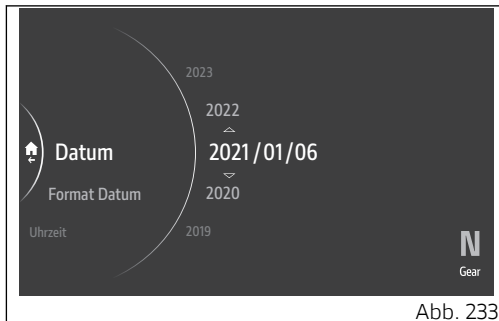 2023
2022
Datum 2021/01/06
Format Datum 2020
Uhrzeit 2019
N
Gear
Abb. 233